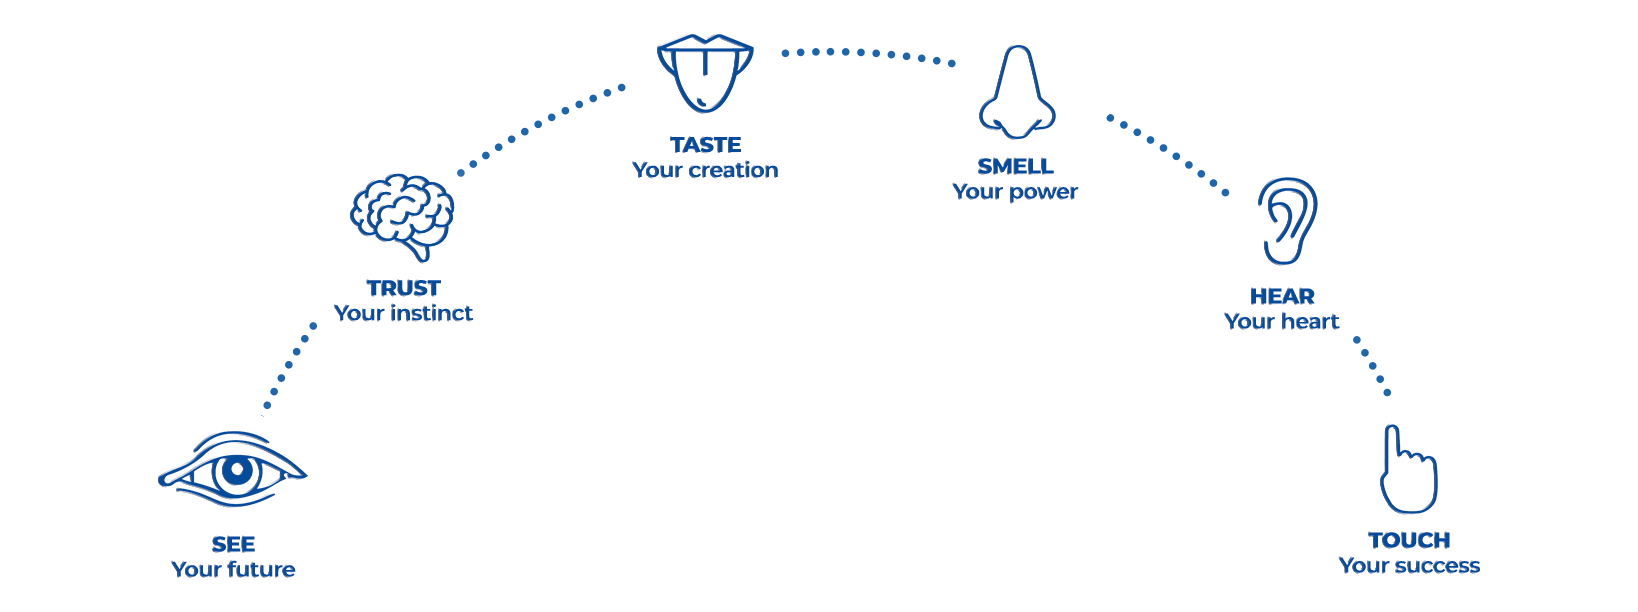 SEE
Your future
TRUST
Your instinct
TASTE
Your creation
SMELL
Your power
HEAR
Your heart
TOUCH
Your success